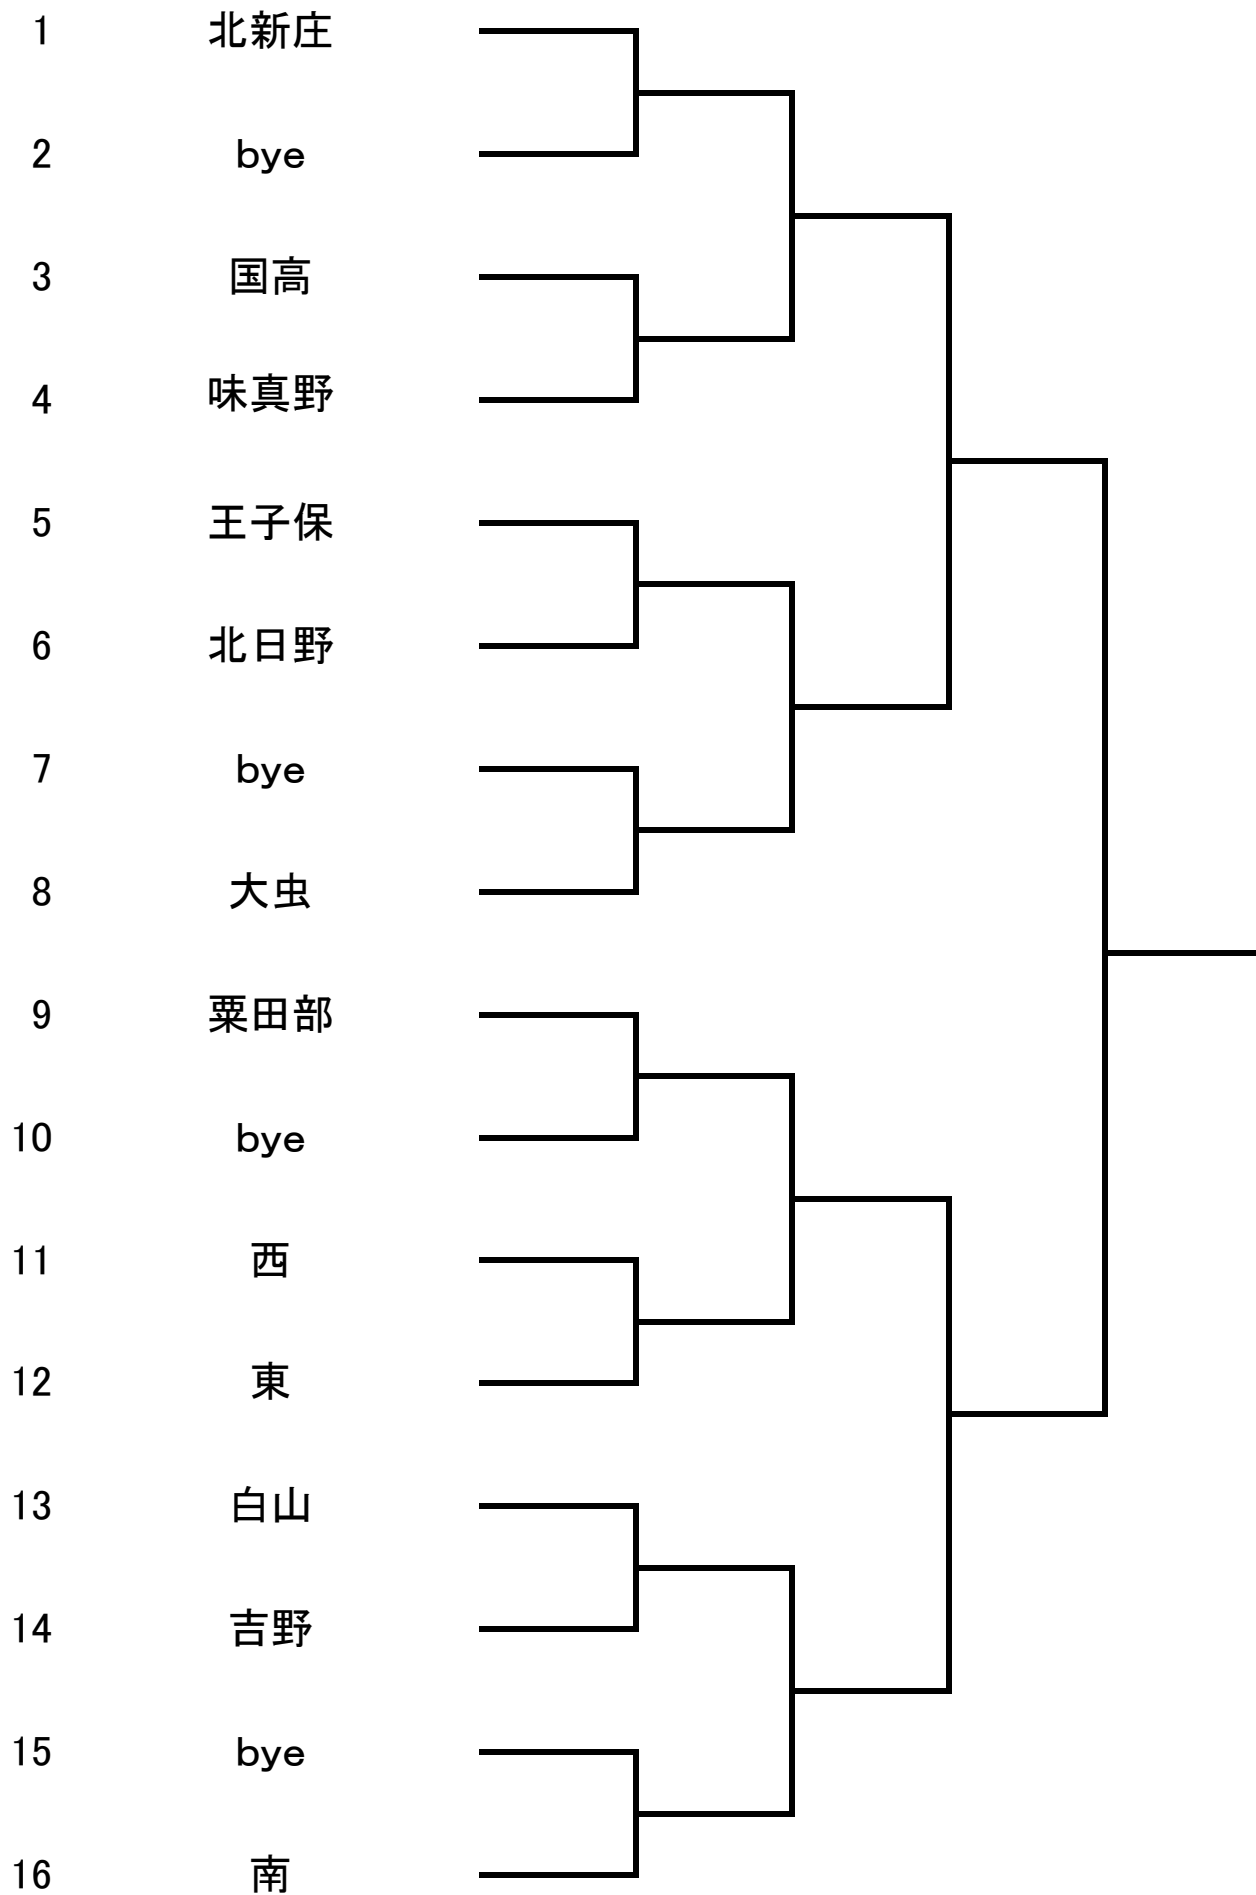 1 北新庄
2 bye
3 国高
4 味真野
5 王子保
6 北日野
7 bye
8 大虫
9 粟田部
10 bye
11 西
12 東
13 白山
14 吉野
15 bye
16 南